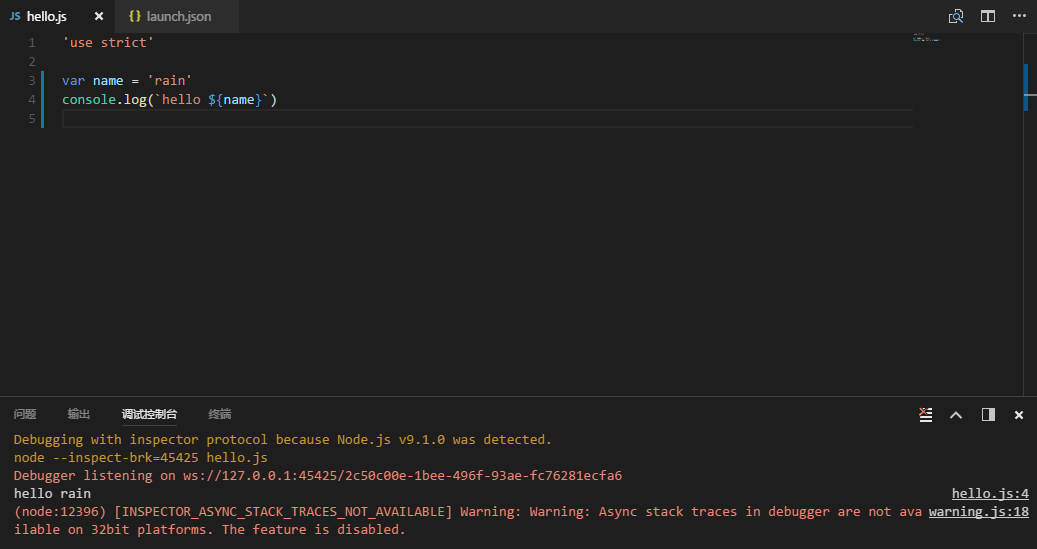 JS hello.js
{} launch.json
1 'use strict'
2
3 var name = 'rain'
4 console.log(`hello ${name}`)
5
问题 输出 调试控制台 终端
Debugging with inspector protocol because Node.js v9.1.0 was detected.
node --inspect-brk=45425 hello.js
Debugger listening on ws://127.0.0.1:45425/2c50c00e-1bee-496f-93ae-fc76281ecfa6
hello rain hello.js:4
(node:12396) [INSPECTOR_ASYNC_STACK_TRACES_NOT_AVAILABLE] Warning: Warning: Async stack traces in debugger are not ava warning.js:18
ilable on 32bit platforms. The feature is disabled.